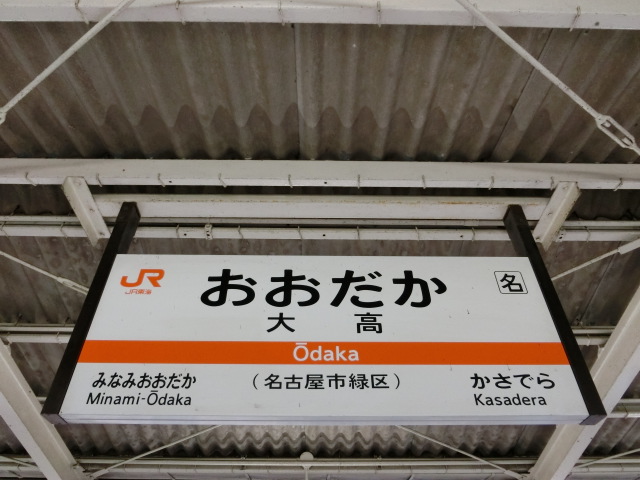 JR
JR東海
おおだか
名
大高
Ōdaka
みなみおおだか
Minami-Ōdaka
（名古屋市緑区）
かさでら
Kasadera